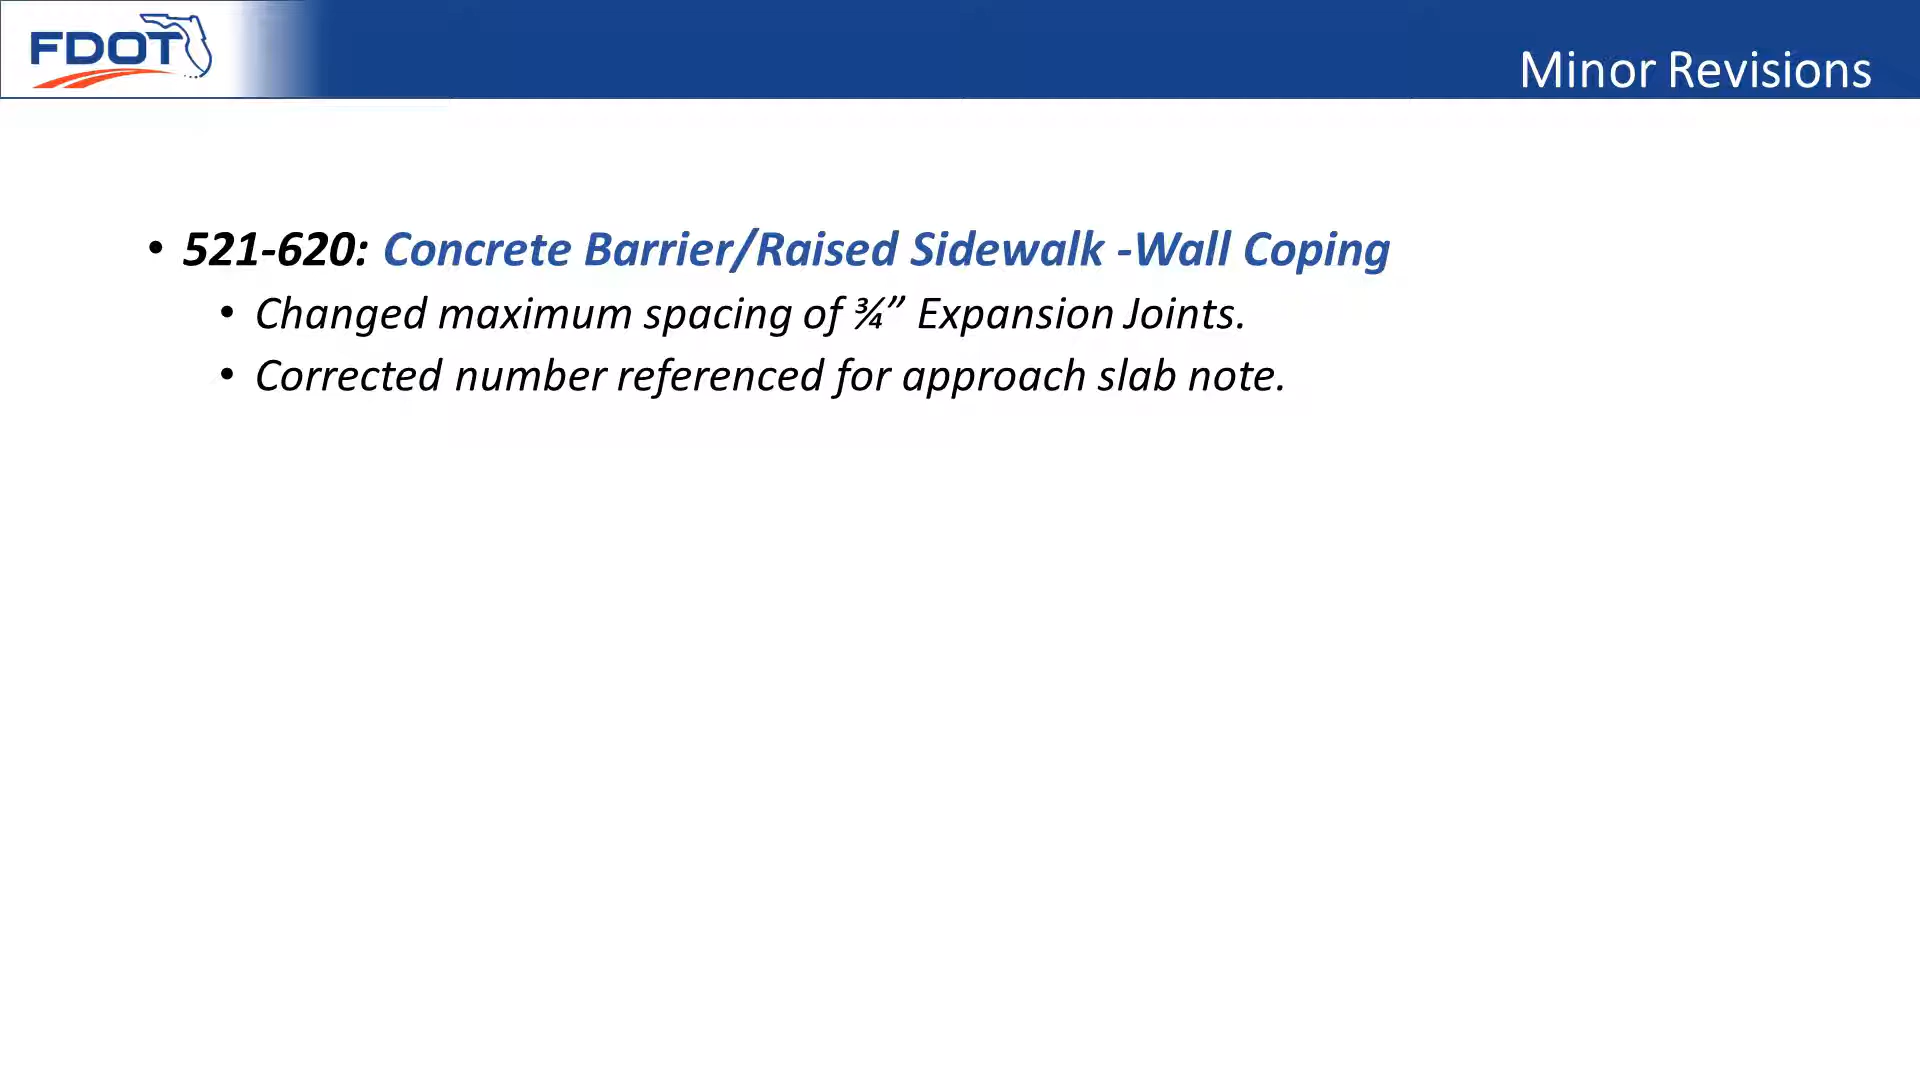 FDOT
Minor Revisions
• 521-620: Concrete Barrier/Raised Sidewalk -Wall Coping
• Changed maximum spacing of ¾” Expansion Joints.
• Corrected number referenced for approach slab note.